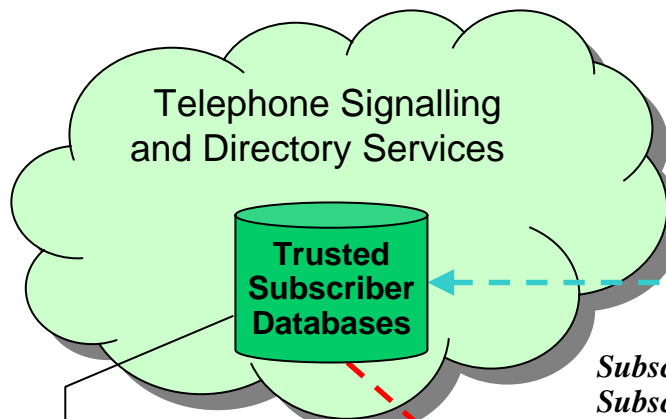 Telephone Signalling
and Directory Services
Trusted
Subscriber
Databases